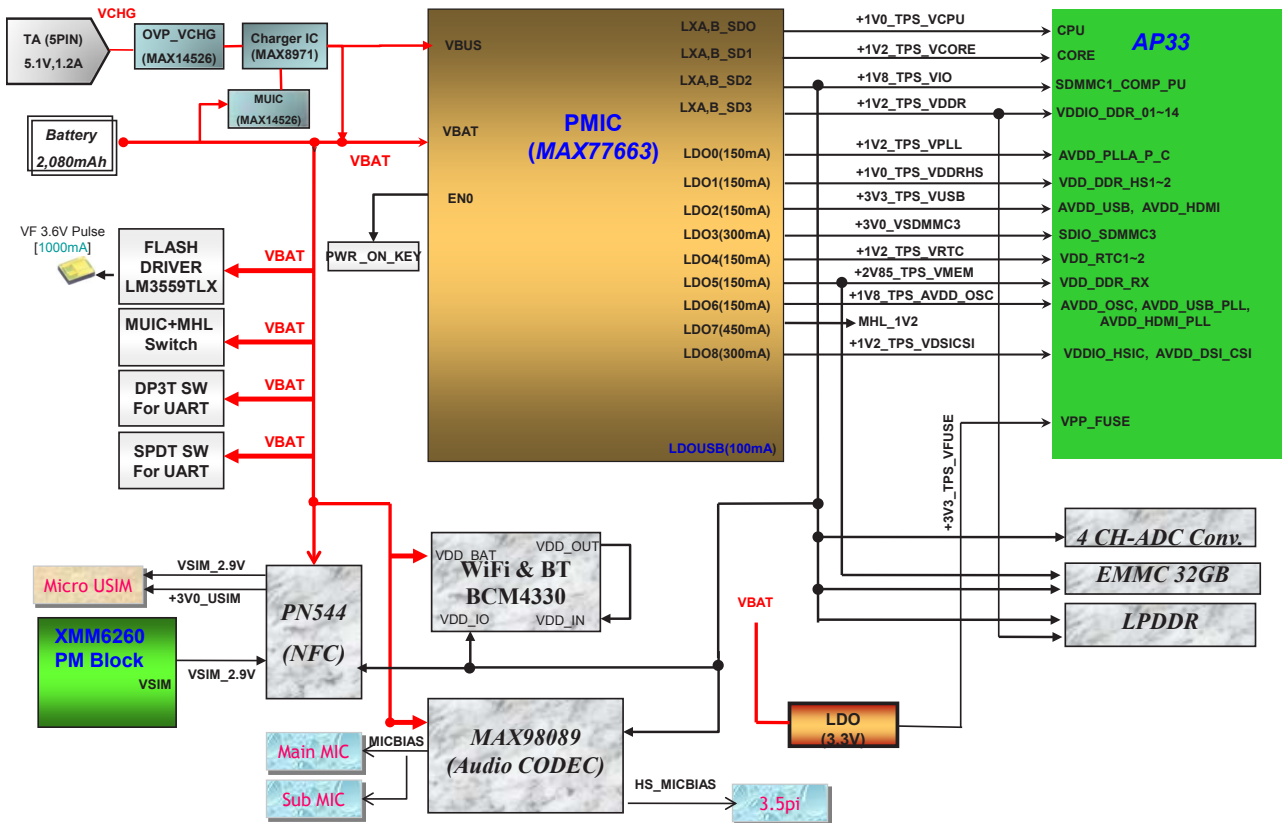 VCHG
TA (5PIN)
5.1V,1.2A
OVP_VCHG
(MAX14526)
Charger IC
(MAX8971)
MUIC
(MAX14526)
Battery
2,080mAh
VBAT
VBUS
VBAT
EN0
PWR_ON_KEY
PMIC
(MAX77663)
LXA,B_SDO
LXA,B_SD1
LXA,B_SD2
LXA,B_SD3
LDO0(150mA)
LDO1(150mA)
LDO2(150mA)
LDO3(300mA)
LDO4(150mA)
LDO5(150mA)
LDO6(150mA)
LDO7(450mA)
LDO8(300mA)
LDOUSB(100mA)
+1V0_TPS_VCPU
+1V2_TPS_VCORE
+1V8_TPS_VIO
+1V2_TPS_VDDR
+1V2_TPS_VPLL
+1V0_TPS_VDDRHS
+3V3_TPS_VUSB
+3V0_VSDMMC3
+1V2_TPS_VRTC
+2V85_TPS_VMEM
+1V8_TPS_AVDD_OSC
MHL_1V2
+1V2_TPS_VDSICSI
+3V3_TPS_VFUSE
AP33
CPU
CORE
SDMMC1_COMP_PU
VDDIO_DDR_01~14
AVDD_PLLA_P_C
VDD_DDR_HS1~2
AVDD_USB, AVDD_HDMI
SDIO_SDMMC3
VDD_RTC1~2
VDD_DDR_RX
AVDD_OSC, AVDD_USB_PLL,
AVDD_HDMI_PLL
VDDIO_HSIC, AVDD_DSI_CSI
VPP_FUSE
VF 3.6V Pulse
[1000mA]
FLASH
DRIVER
LM3559TLX
VBAT
MUIC+MHL
Switch
VBAT
DP3T SW
For UART
VBAT
SPDT SW
For UART
VBAT
Micro USIM
VSIM_2.9V
+3V0_USIM
XMM6260
PM Block
VSIM
VSIM_2.9V
PN544
(NFC)
VDD_BAT
VDD_OUT
WiFi & BT
BCM4330
VDD_IO
VDD_IN
MAX98089
(Audio CODEC)
MICBIAS
Main MIC
Sub MIC
HS_MICBIAS
3.5pi
VBAT
LDO
(3.3V)
4 CH-ADC Conv.
EMMC 32GB
LPDDR